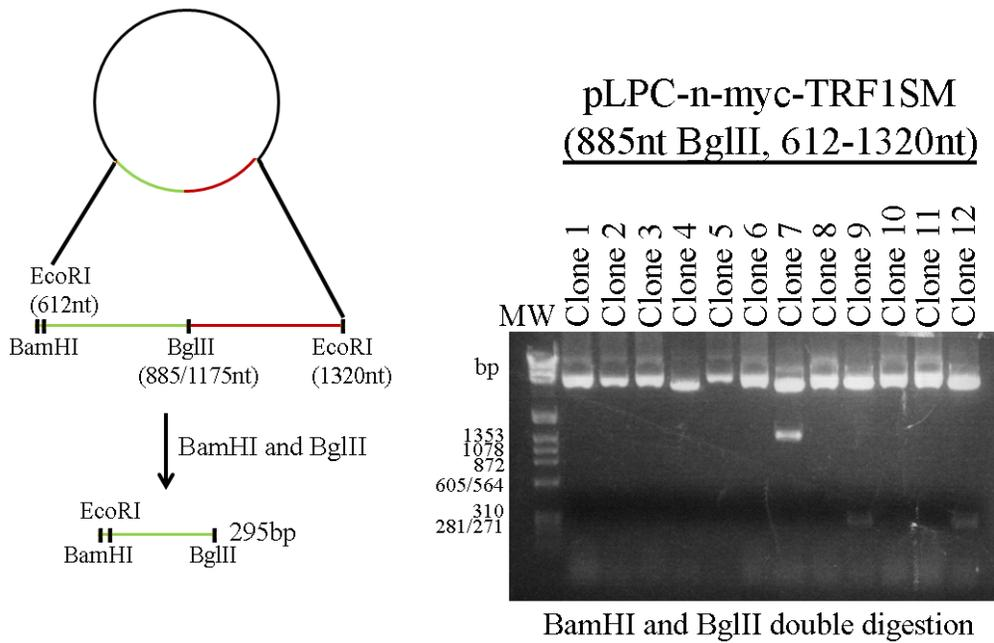 EcoRI
(612nt)
BamHI
BglII
(885/1175nt)
EcoRI
(1320nt)
BamHI and BglII
EcoRI
BamHI
BglII
295bp
pLPC-n-myc-TRF1SM
(885nt BglII, 612-1320nt)
MW
Clone 1
Clone 2
Clone 3
Clone 4
Clone 5
Clone 6
Clone 7
Clone 8
Clone 9
Clone 10
Clone 11
Clone 12
bp
1353
1078
872
605/564
310
281/271
BamHI and BglII double digestion